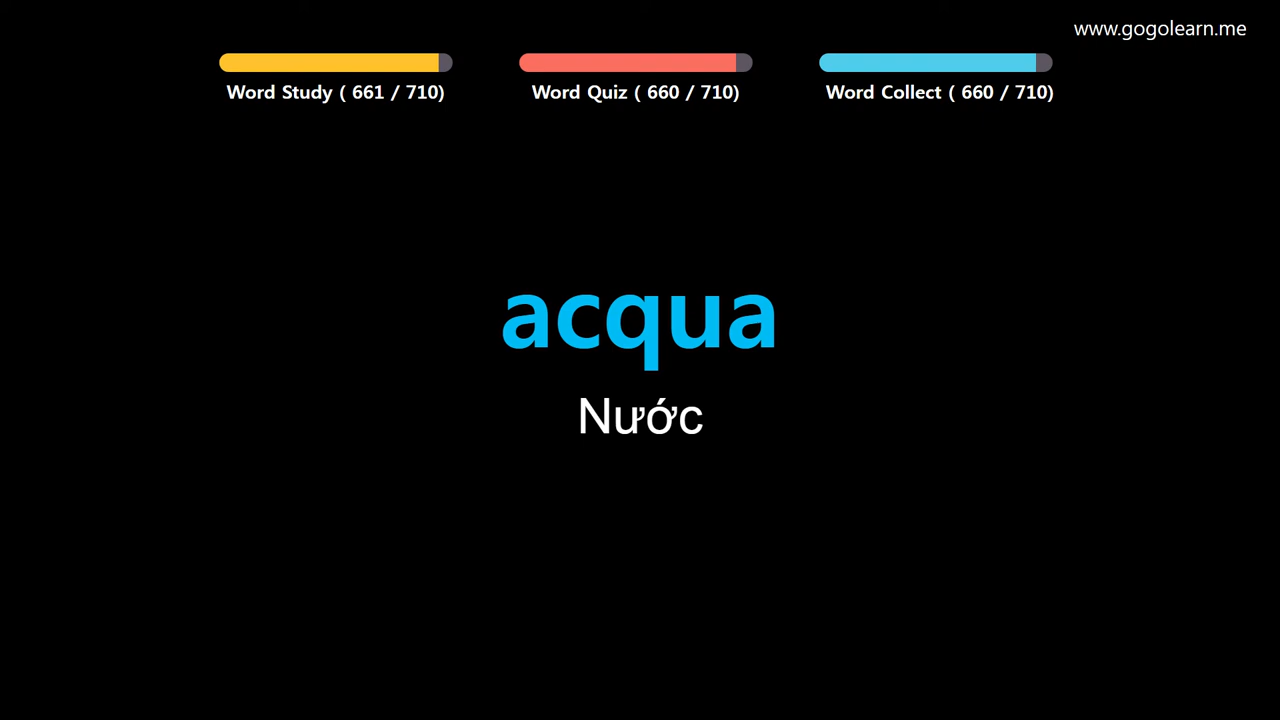 www.gogolearn.me
Word Study ( 661 / 710)
Word Quiz ( 660 / 710)
Word Collect ( 660 / 710)
acqua
Nước